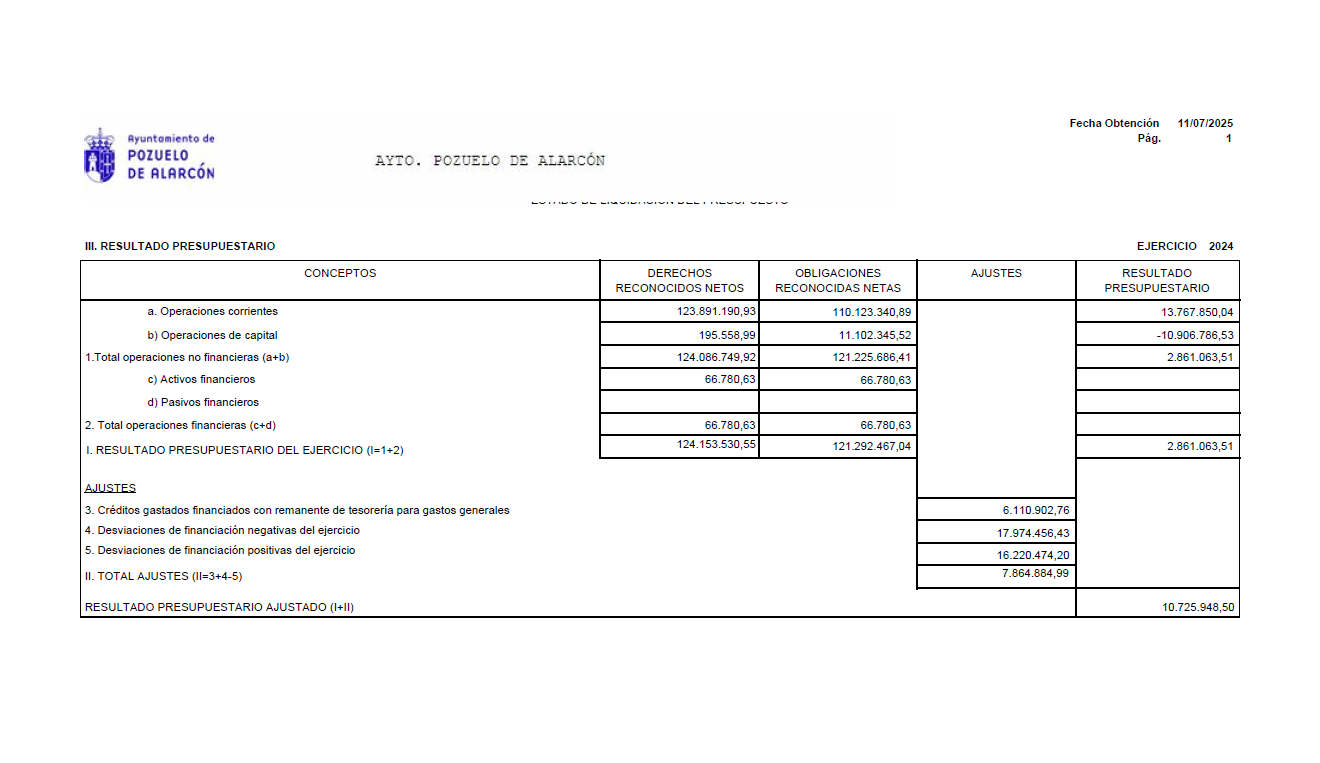 Fecha Obtención 11/07/2025
Pág. 1
Ayuntamiento de
POZUELO
DE ALARCÓN
AYTO. POZUELO DE ALARCÓN
ESTADO DE LIQUIDACIÓN DEL PRESUPUESTO
III. RESULTADO PRESUPUESTARIO EJERCICIO 2024
CONCEPTOS DERECHOS RECONOCIDOS NETOS OBLIGACIONES RECONOCIDAS NETAS AJUSTES RESULTADO PRESUPUESTARIO
a. Operaciones corrientes 123.891.190,93 110.123.340,89 13.767.850,04
b) Operaciones de capital 195.558,99 11.102.345,52 -10.906.786,53
1.Total operaciones no financieras (a+b) 124.086.749,92 121.225.686,41 2.861.063,51
c) Activos financieros 66.780,63 66.780,63
d) Pasivos financieros
2. Total operaciones financieras (c+d) 66.780,63 66.780,63
I. RESULTADO PRESUPUESTARIO DEL EJERCICIO (I=1+2) 124.153.530,55 121.292.467,04 2.861.063,51
AJUSTES
3. Créditos gastados financiados con remanente de tesorería para gastos generales 6.110.902,76
4. Desviaciones de financiación negativas del ejercicio 17.974.456,43
5. Desviaciones de financiación positivas del ejercicio 16.220.474,20
II. TOTAL AJUSTES (II=3+4-5) 7.864.884,99
RESULTADO PRESUPUESTARIO AJUSTADO (I+II) 10.725.948,50